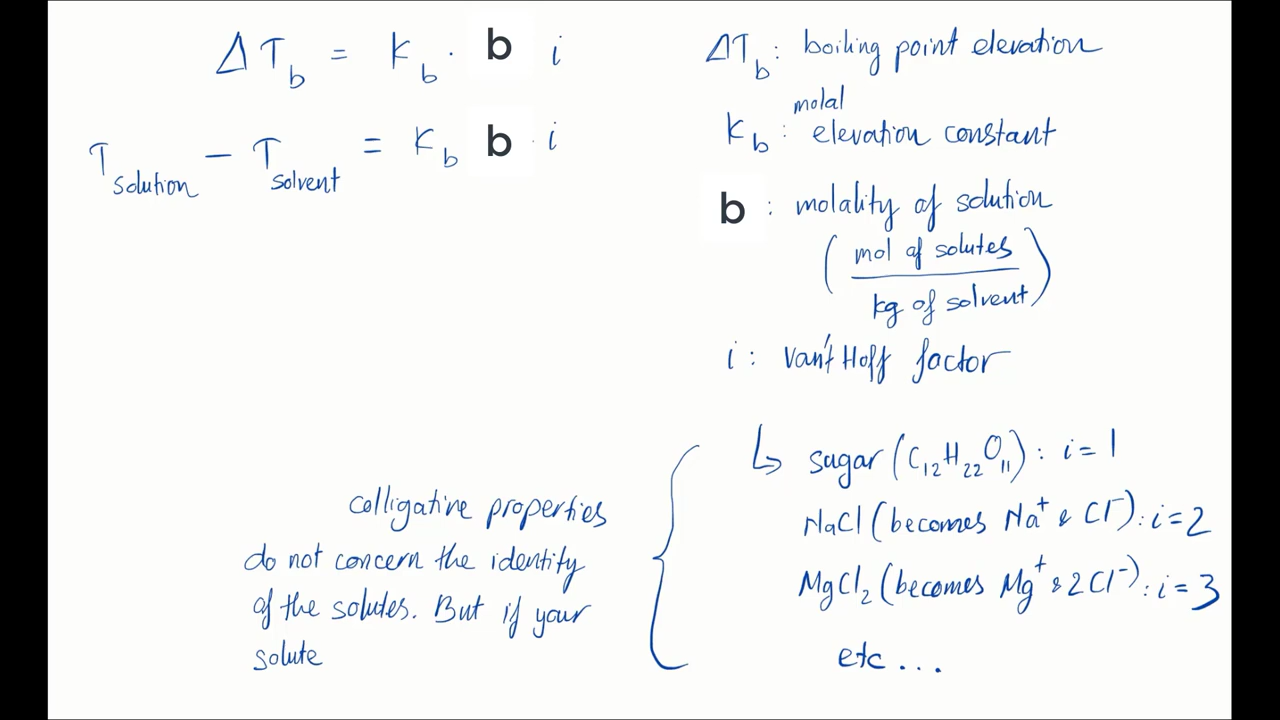 ΔT_b = K_b · b i
T_solution − T_solvent = K_b b · i
ΔT_b : boiling point elevation
K_b : molal elevation constant
b : molality of solution
(mol of solutes / kg of solvent)
i : Van't Hoff factor
↳ sugar (C₁₂H₂₂O₁₁) : i = 1
NaCl (becomes Na⁺ & Cl⁻) : i = 2
MgCl₂ (becomes Mg⁺ & 2Cl⁻) : i = 3
etc ...
colligative properties
do not concern the identity
of the solutes. But if your
solute